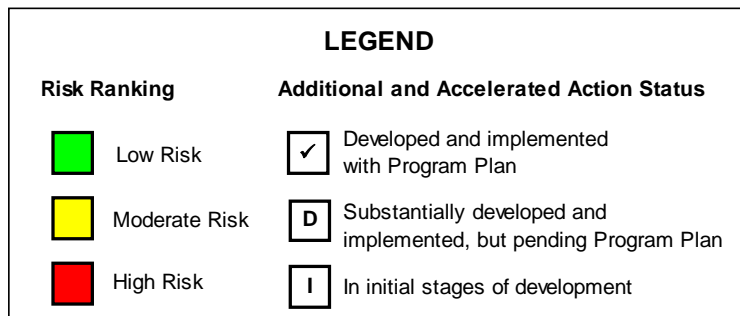 LEGEND
Risk Ranking
Additional and Accelerated Action Status
Low Risk
✓
Developed and implemented
with Program Plan
Moderate Risk
D
Substantially developed and
implemented, but pending Program Plan
High Risk
I
In initial stages of development